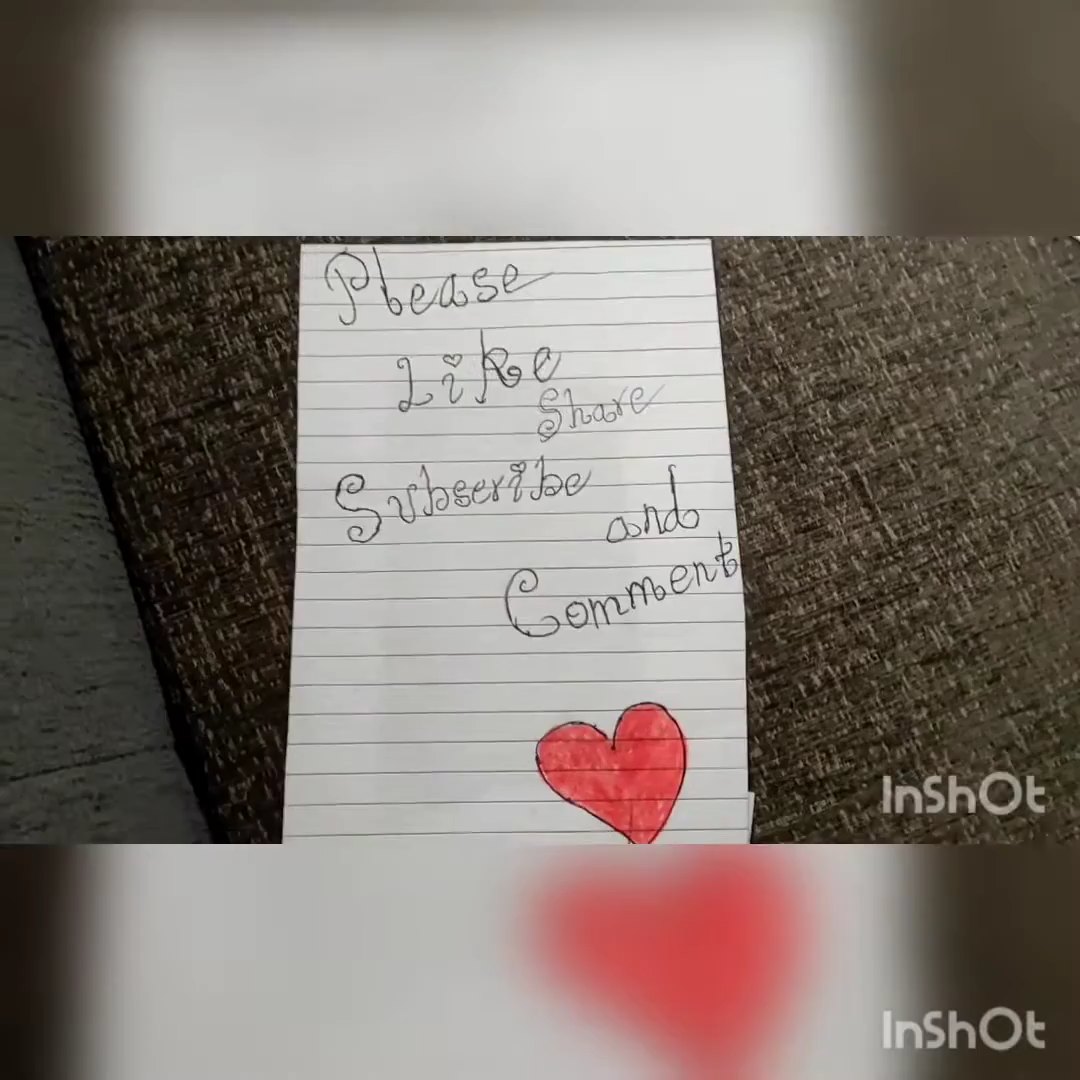 Please
Like
Share
Subscribe
and
Comment
InShOt
InShOt